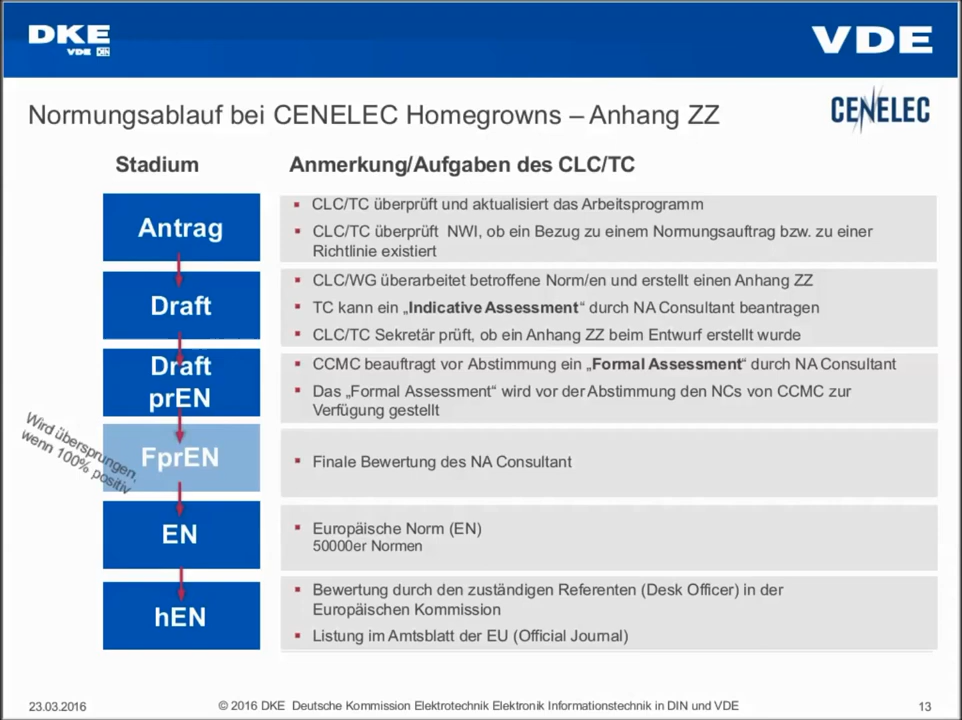 DKE
VDE DIN
VDE
Normungsablauf bei CENELEC Homegrowns – Anhang ZZ
CENELEC
Stadium
Anmerkung/Aufgaben des CLC/TC
Antrag
▪ CLC/TC überprüft und aktualisiert das Arbeitsprogramm
▪ CLC/TC überprüft NWI, ob ein Bezug zu einem Normungsauftrag bzw. zu einer
Richtlinie existiert
Draft
▪ CLC/WG überarbeitet betroffene Norm/en und erstellt einen Anhang ZZ
▪ TC kann ein „Indicative Assessment“ durch NA Consultant beantragen
▪ CLC/TC Sekretär prüft, ob ein Anhang ZZ beim Entwurf erstellt wurde
Draft
prEN
▪ CCMC beauftragt vor Abstimmung ein „Formal Assessment“ durch NA Consultant
▪ Das „Formal Assessment“ wird vor der Abstimmung den NCs von CCMC zur
Verfügung gestellt
Wird übersprungen,
wenn 100% positiv
FprEN
▪ Finale Bewertung des NA Consultant
EN
▪ Europäische Norm (EN)
50000er Normen
hEN
▪ Bewertung durch den zuständigen Referenten (Desk Officer) in der
Europäischen Kommission
▪ Listung im Amtsblatt der EU (Official Journal)
23.03.2016
© 2016 DKE Deutsche Kommission Elektrotechnik Elektronik Informationstechnik in DIN und VDE
13